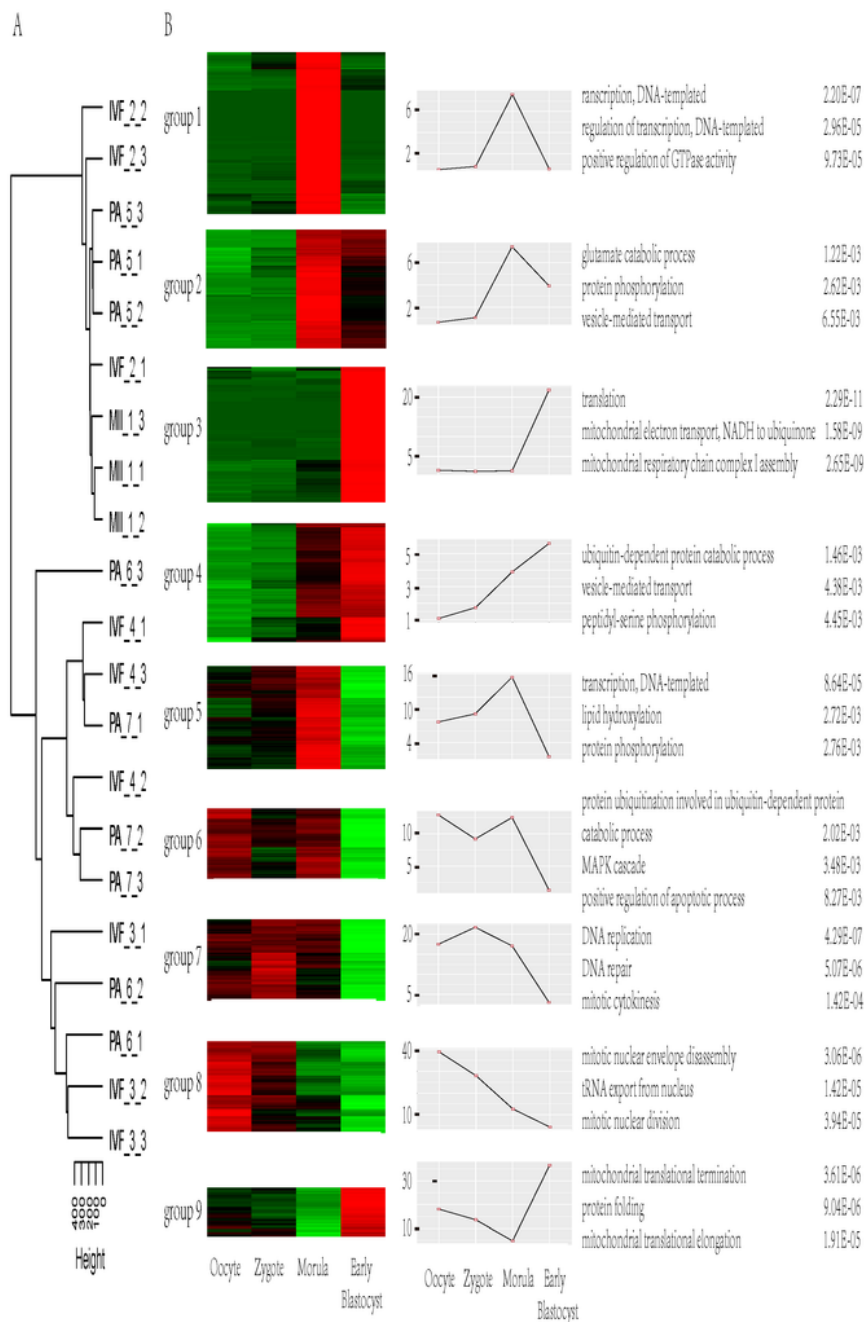 A
B
IVF_2_2
IVF_2_3
PA_5_3
PA_5_1
PA_5_2
IVF_2_1
MII_1_3
MII_1_1
MII_1_2
PA_6_3
IVF_4_1
IVF_4_3
PA_7_1
IVF_4_2
PA_7_2
PA_7_3
IVF_3_1
PA_6_2
PA_6_1
IVF_3_2
IVF_3_3
4000
3000
2000
1000
0
Height
group 1
6
2
ranscription, DNA-templated 2.20E-07
regulation of transcription, DNA-templated 2.96E-05
positive regulation of GTPase activity 9.73E-05
group 2
6
2
glutamate catabolic process 1.22E-03
protein phosphorylation 2.62E-03
vesicle-mediated transport 6.55E-03
group 3
20
5
translation 2.29E-11
mitochondrial electron transport, NADH to ubiquinone 1.58E-09
mitochondrial respiratory chain complex I assembly 2.65E-09
group 4
5
3
1
ubiquitin-dependent protein catabolic process 1.46E-03
vesicle-mediated transport 4.38E-03
peptidyl-serine phosphorylation 4.45E-03
group 5
16
10
4
transcription, DNA-templated 8.64E-05
lipid hydroxylation 2.72E-03
protein phosphorylation 2.76E-03
group 6
10
5
protein ubiquitination involved in ubiquitin-dependent protein
catabolic process 2.02E-03
MAPK cascade 3.48E-03
positive regulation of apoptotic process 8.27E-03
group 7
20
5
DNA replication 4.29E-07
DNA repair 5.07E-06
mitotic cytokinesis 1.42E-04
group 8
40
10
mitotic nuclear envelope disassembly 3.06E-06
tRNA export from nucleus 1.42E-05
mitotic nuclear division 3.94E-05
group 9
30
10
mitochondrial translational termination 3.61E-06
protein folding 9.04E-06
mitochondrial translational elongation 1.91E-05
Oocyte Zygote Morula Early
Blastocyst
Oocyte Zygote Morula Early
Blastocyst